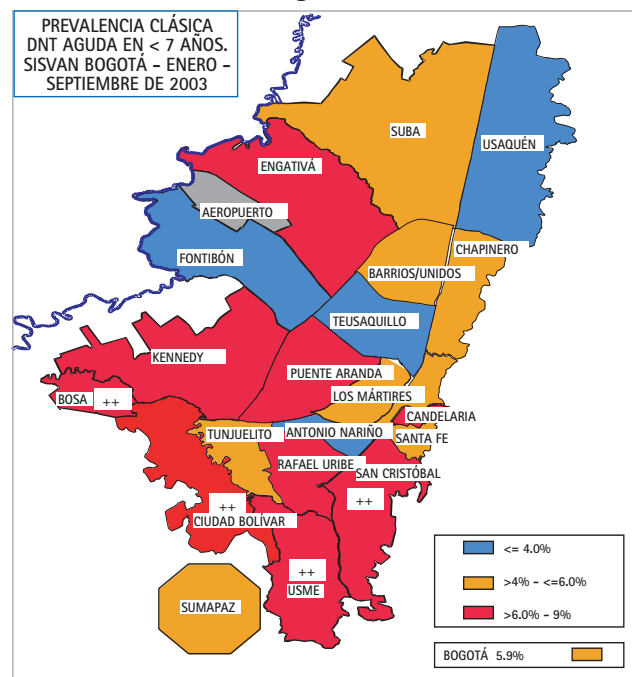 PREVALENCIA CLÁSICA
DNT AGUDA EN < 7 AÑOS.
SISVAN BOGOTÁ - ENERO -
SEPTIEMBRE DE 2003
SUBA
USAQUÉN
ENGATIVÁ
AEROPUERTO
CHAPINERO
FONTIBÓN
BARRIOS/UNIDOS
TEUSAQUILLO
KENNEDY
PUENTE ARANDA
LOS MÁRTIRES
BOSA
++
CANDELARIA
TUNJUELITO
ANTONIO NARIÑO
SANTA FE
RAFAEL URIBE
SAN CRISTÓBAL
++
++
CIUDAD BOLÍVAR
++
USME
SUMAPAZ
<= 4.0%
>4% - <=6.0%
>6.0% - 9%
BOGOTÁ 5.9%